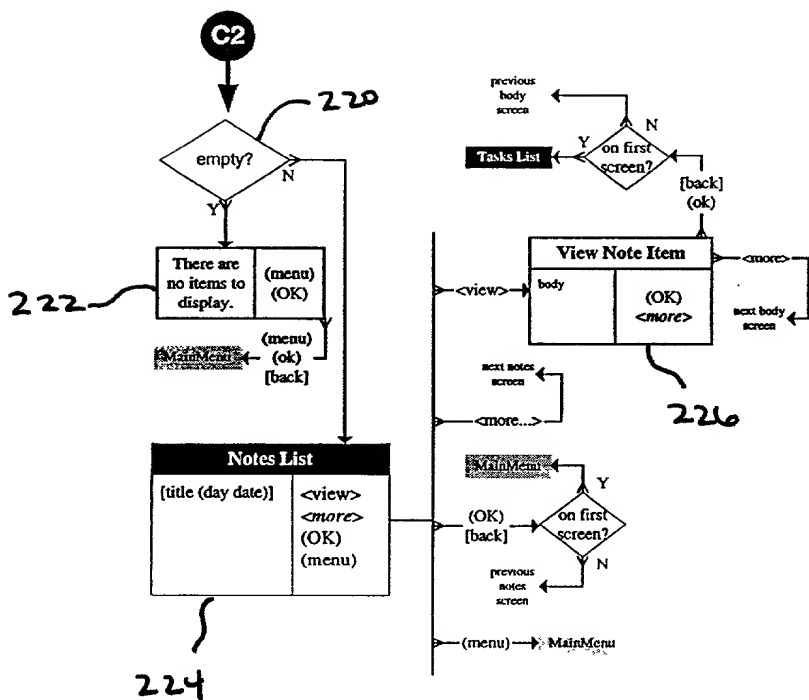 C2
220
empty?
N
Y
There are
no items to
display.
(menu)
(OK)
222
(menu)
(ok)
[back]
MainMenu
Notes List
[title (day date)]
<view>
<more>
(OK)
(menu)
224
previous
body
screen
N
Y
on first
screen?
Tasks List
[back]
(ok)
View Note Item
<view>
body
(OK)
<more>
<more>
next body
screen
226
next notes
screen
<more...>
MainMenu
Y
(OK)
[back]
on first
screen?
N
previous
notes
screen
(menu)
MainMenu